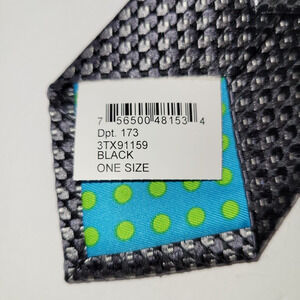 7 56500 48153 4
Dpt. 173
3TX91159
BLACK
ONE SIZE